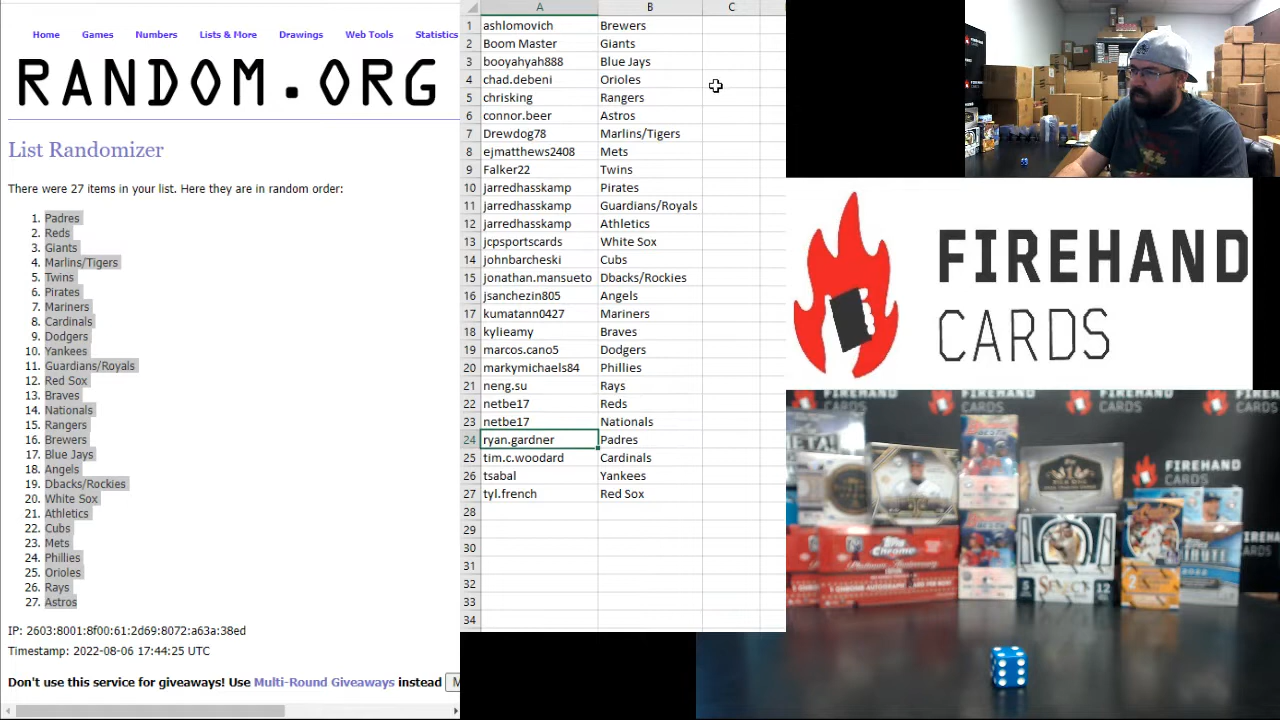 Home Games Numbers Lists & More Drawings Web Tools Statistics
RANDOM.ORG
List Randomizer
There were 27 items in your list. Here they are in random order:
1. Padres
2. Reds
3. Giants
4. Marlins/Tigers
5. Twins
6. Pirates
7. Mariners
8. Cardinals
9. Dodgers
10. Yankees
11. Guardians/Royals
12. Red Sox
13. Braves
14. Nationals
15. Rangers
16. Brewers
17. Blue Jays
18. Angels
19. Dbacks/Rockies
20. White Sox
21. Athletics
22. Cubs
23. Mets
24. Phillies
25. Orioles
26. Rays
27. Astros
IP: 2603:8001:8f00:61:2d69:8072:a63a:38ed
Timestamp: 2022-08-06 17:44:25 UTC
Don't use this service for giveaways! Use Multi-Round Giveaways instead
A B C
1 ashlomovich Brewers
2 Boom Master Giants
3 booyahyah888 Blue Jays
4 chad.debeni Orioles
5 chrisking Rangers
6 connor.beer Astros
7 Drewdog78 Marlins/Tigers
8 ejmatthews2408 Mets
9 Falker22 Twins
10 jarredhasskamp Pirates
11 jarredhasskamp Guardians/Royals
12 jarredhasskamp Athletics
13 jcpsportscards White Sox
14 johnbarcheski Cubs
15 jonathan.mansueto Dbacks/Rockies
16 jsanchezin805 Angels
17 kumatann0427 Mariners
18 kylieamy Braves
19 marcos.cano5 Dodgers
20 markymichaels84 Phillies
21 neng.su Rays
22 netbe17 Reds
23 netbe17 Nationals
24 ryan.gardner Padres
25 tim.c.woodard Cardinals
26 tsabal Yankees
27 tyl.french Red Sox
28
29
30
31
32
33
34
FIREHAND
CARDS
FIREHAND
CARDS
Topps
Chrome